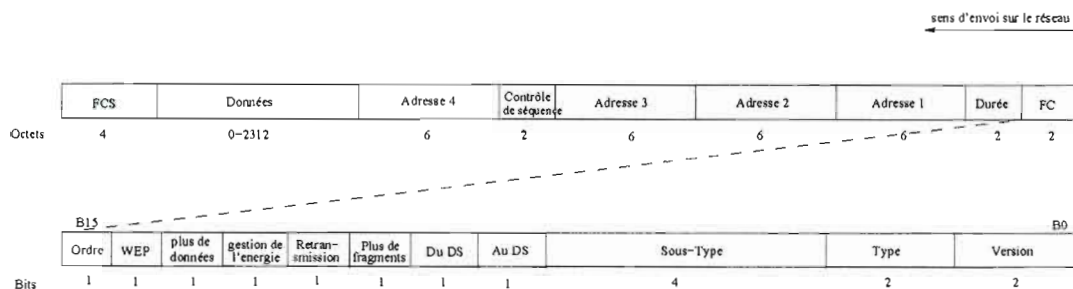 sens d'envoi sur le réseau
FCS Données Adresse 4 Contrôle de séquence Adresse 3 Adresse 2 Adresse 1 Durée FC
Octets 4 0-2312 6 2 6 6 6 2 2
B15 B0
Ordre WEP plus de données gestion de l'energie Retran-smission Plus de fragments Du DS Au DS Sous-Type Type Version
Bits 1 1 1 1 1 1 1 1 4 2 2